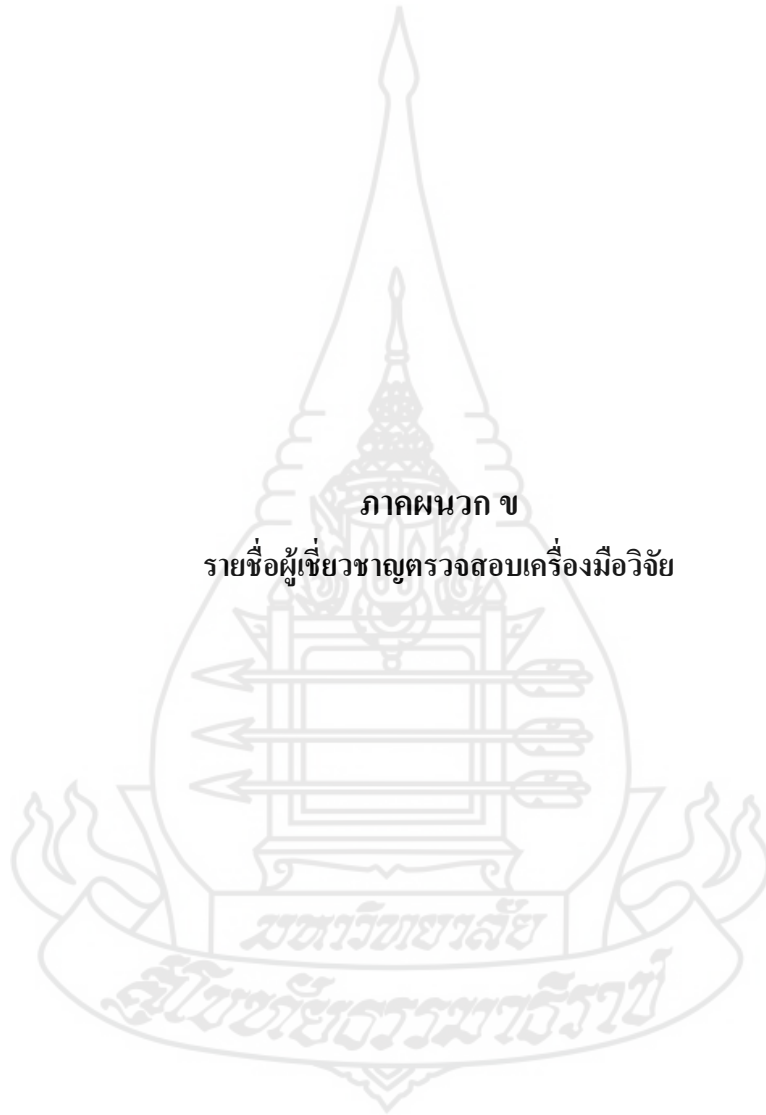 ภาคผนวก ข
รายชื่อผู้เชี่ยวชาญตรวจสอบเครื่องมือวิจัย
มหาวิทยาลัย
สุโขทัยธรรมาธิราช